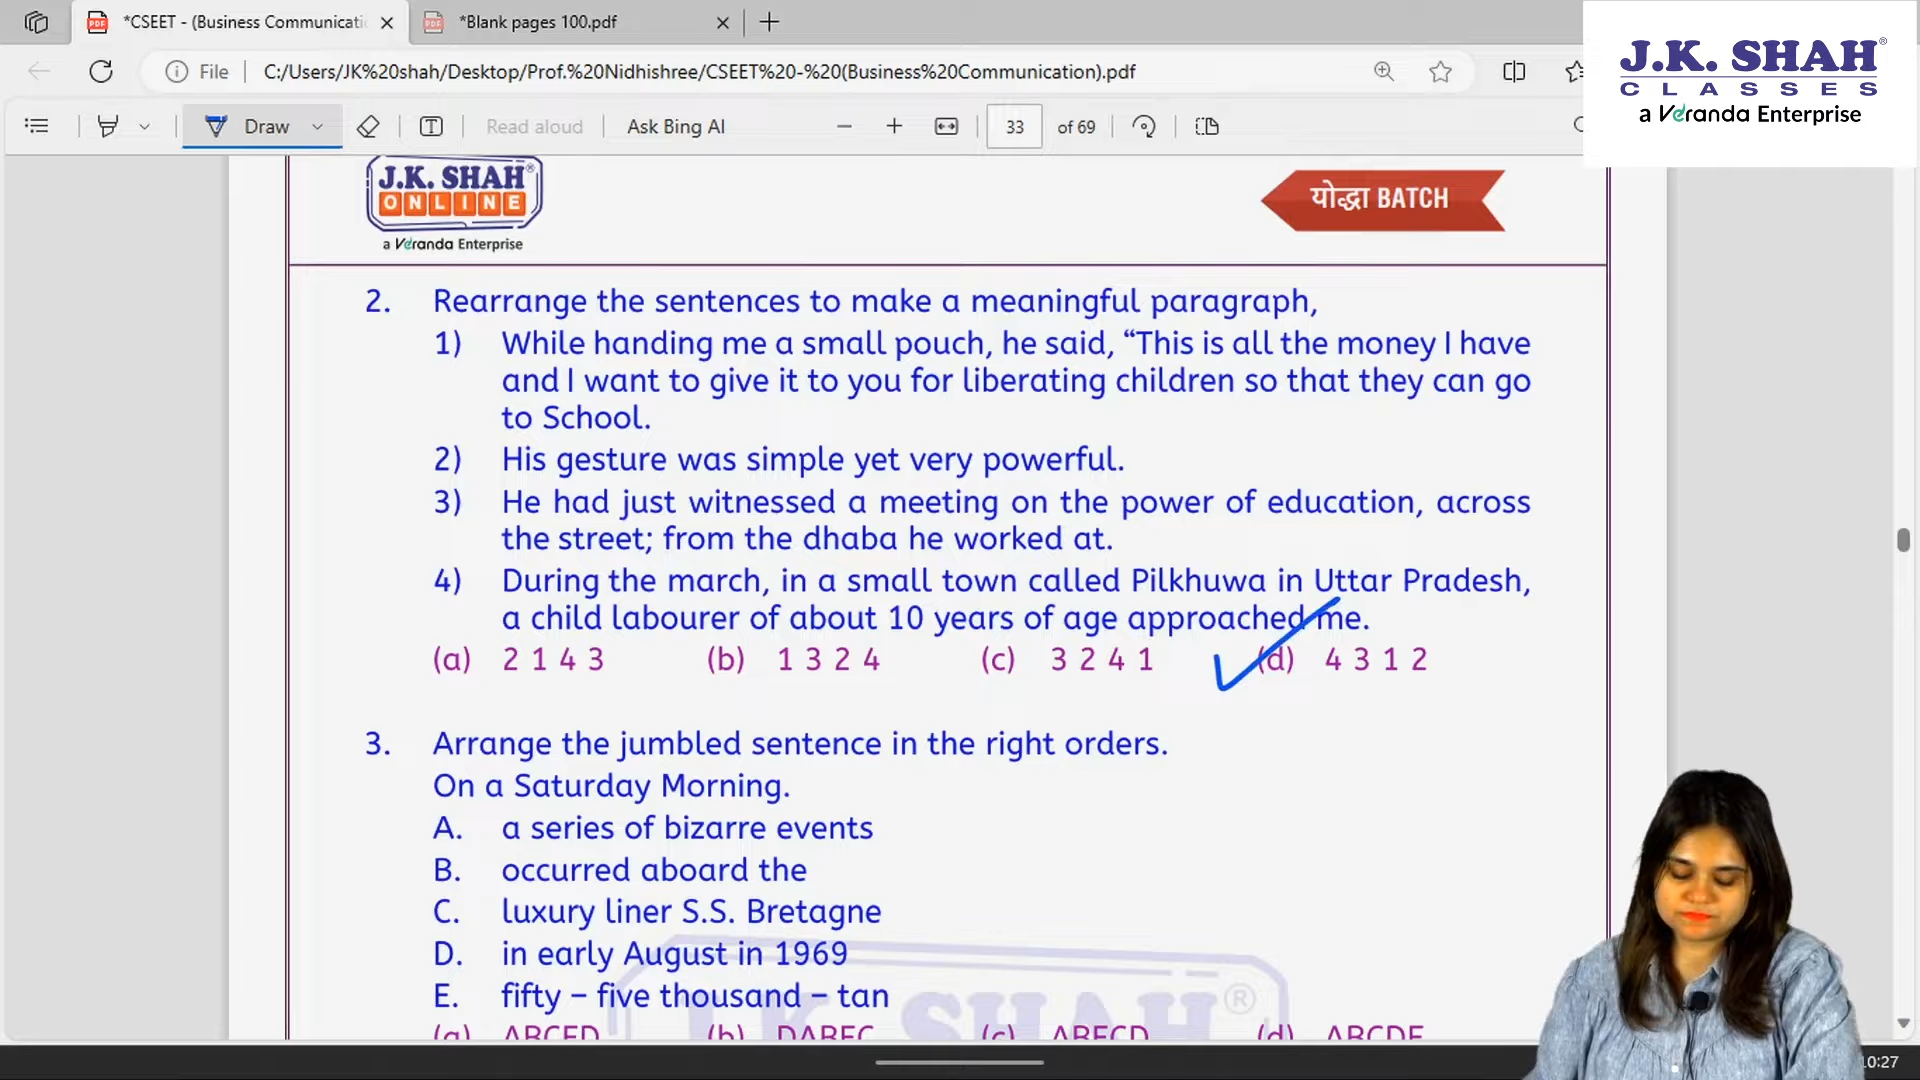 *CSEET - (Business Communicati
*Blank pages 100.pdf
File
C:/Users/JK%20shah/Desktop/Prof.%20Nidhishree/CSEET%20-%20(Business%20Communication).pdf
Draw
Read aloud
Ask Bing AI
33
of 69
J.K. SHAH®
CLASSES
a Veranda Enterprise
J.K. SHAH®
ONLINE
a Veranda Enterprise
योद्धा BATCH
2. Rearrange the sentences to make a meaningful paragraph,
1) While handing me a small pouch, he said, “This is all the money I have
and I want to give it to you for liberating children so that they can go
to School.
2) His gesture was simple yet very powerful.
3) He had just witnessed a meeting on the power of education, across
the street; from the dhaba he worked at.
4) During the march, in a small town called Pilkhuwa in Uttar Pradesh,
a child labourer of about 10 years of age approached me.
(a) 2 1 4 3 (b) 1 3 2 4 (c) 3 2 4 1 (d) 4 3 1 2
3. Arrange the jumbled sentence in the right orders.
On a Saturday Morning.
A. a series of bizarre events
B. occurred aboard the
C. luxury liner S.S. Bretagne
D. in early August in 1969
E. fifty – five thousand – tan
(a) ABCED (b) DABEC (c) ABECD (d) ABCDE
J.K. SHAH®
10:27